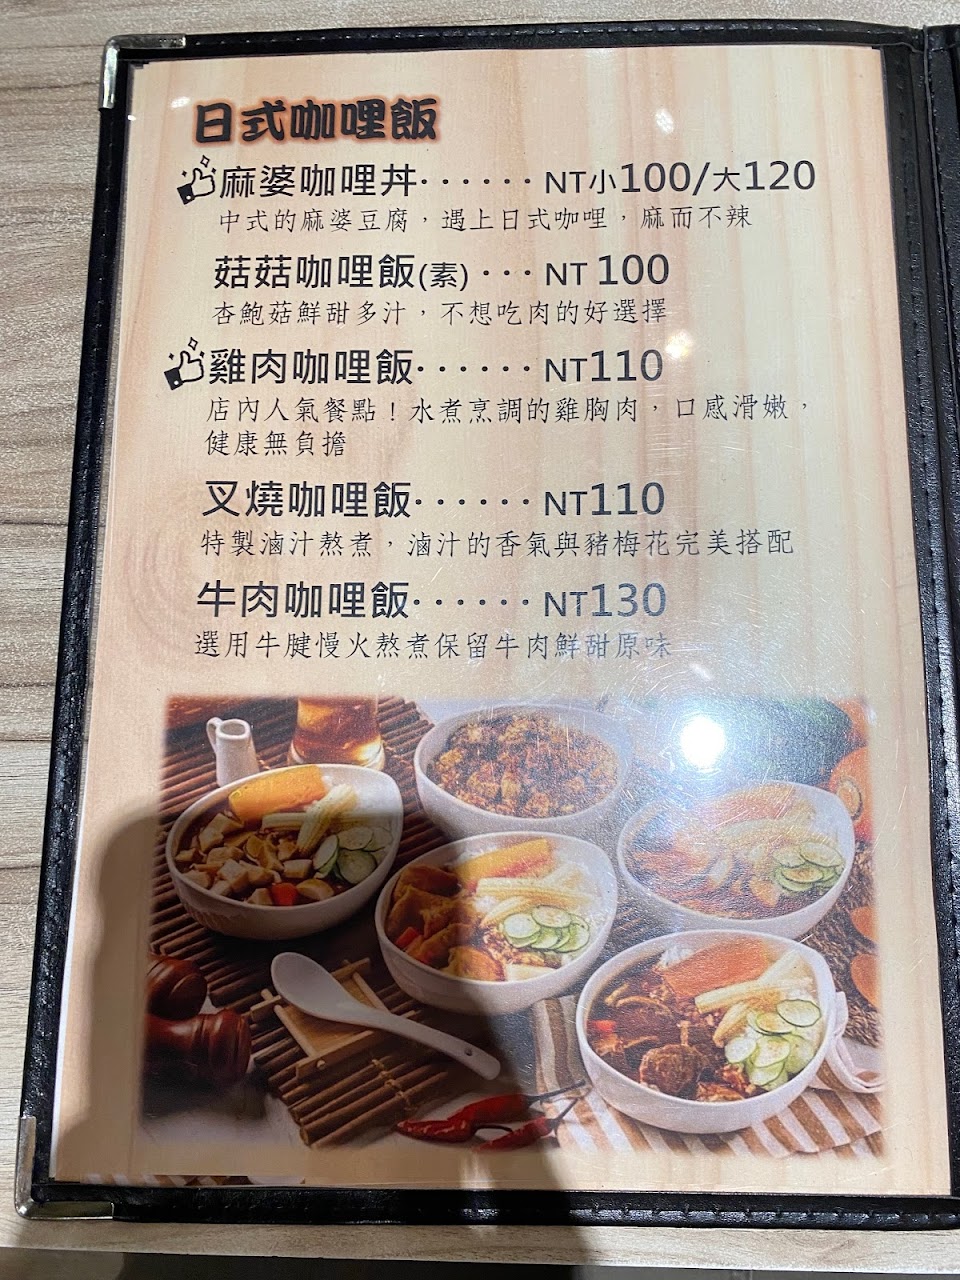 日式咖哩飯
麻婆咖哩丼······NT小100/大120
中式的麻婆豆腐，遇上日式咖哩，麻而不辣
菇菇咖哩飯(素)···NT 100
杏鮑菇鮮甜多汁，不想吃肉的好選擇
雞肉咖哩飯······NT110
店內人氣餐點！水煮烹調的雞胸肉，口感滑嫩，
健康無負擔
叉燒咖哩飯······NT110
特製滷汁熬煮，滷汁的香氣與豬梅花完美搭配
牛肉咖哩飯······NT130
選用牛腱慢火熬煮保留牛肉鮮甜原味